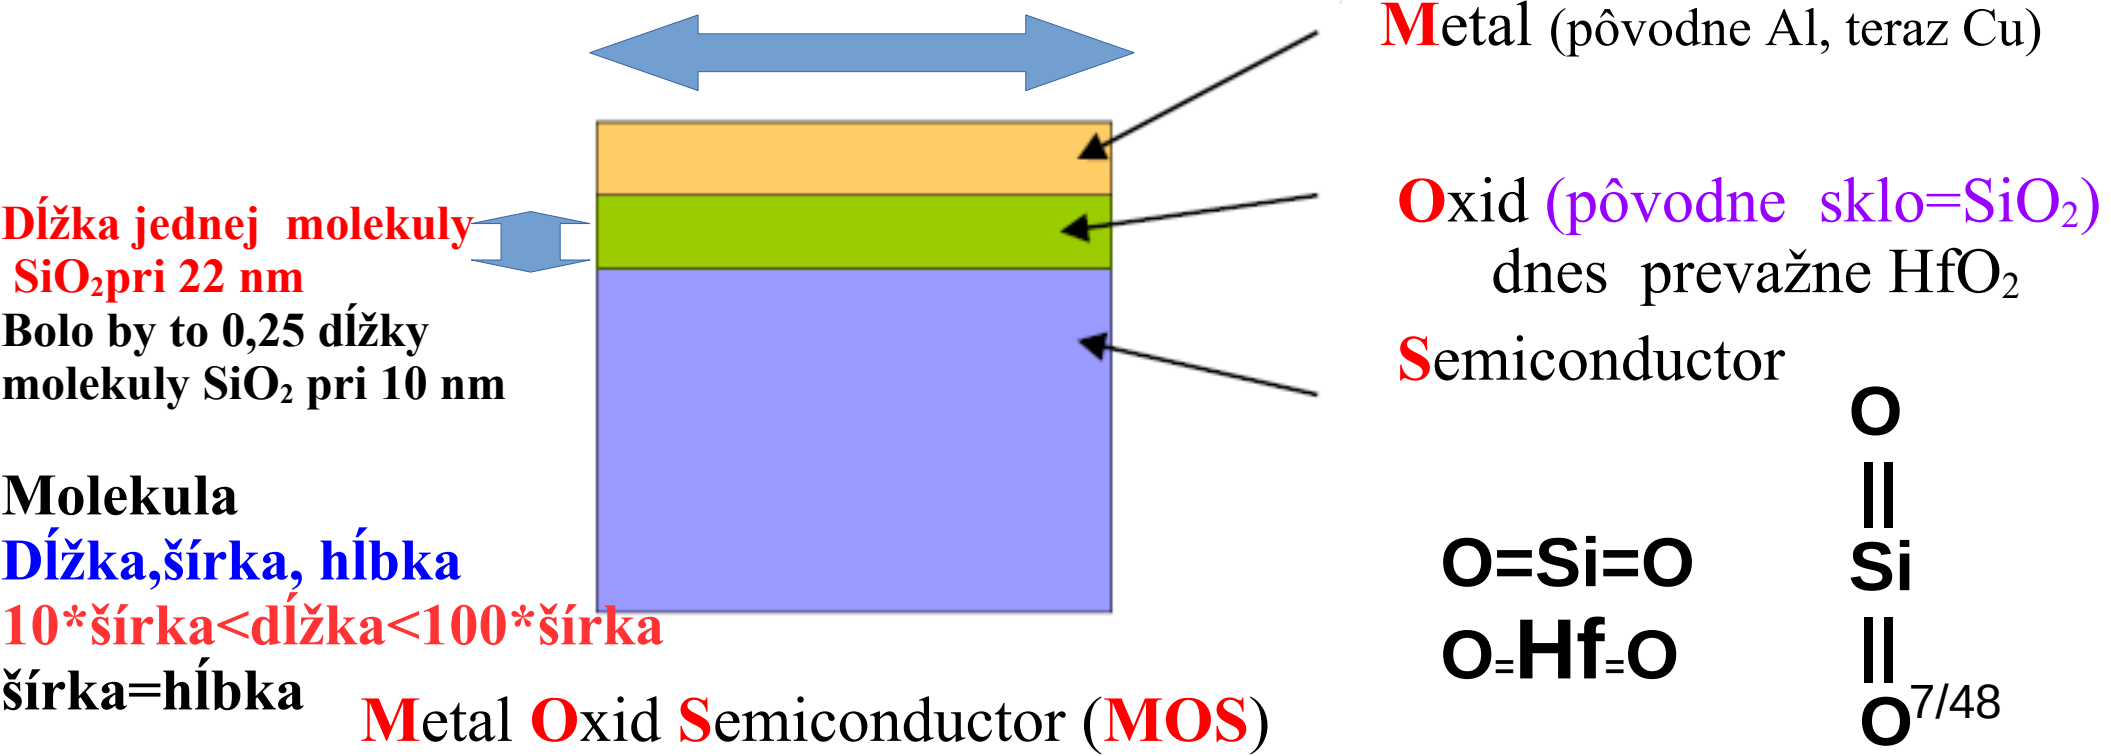 Metal (pôvodne Al, teraz Cu)
Oxid (pôvodne sklo=SiO₂)
dnes prevažne HfO₂
Semiconductor
Dĺžka jednej molekuly
SiO₂pri 22 nm
Bolo by to 0,25 dĺžky
molekuly SiO₂ pri 10 nm
Molekula
Dĺžka,šírka, hĺbka
10*šírka<dĺžka<100*šírka
šírka=hĺbka
O=Si=O
O=Hf=O
O
||
Si
||
O
7/48
Metal Oxid Semiconductor (MOS)